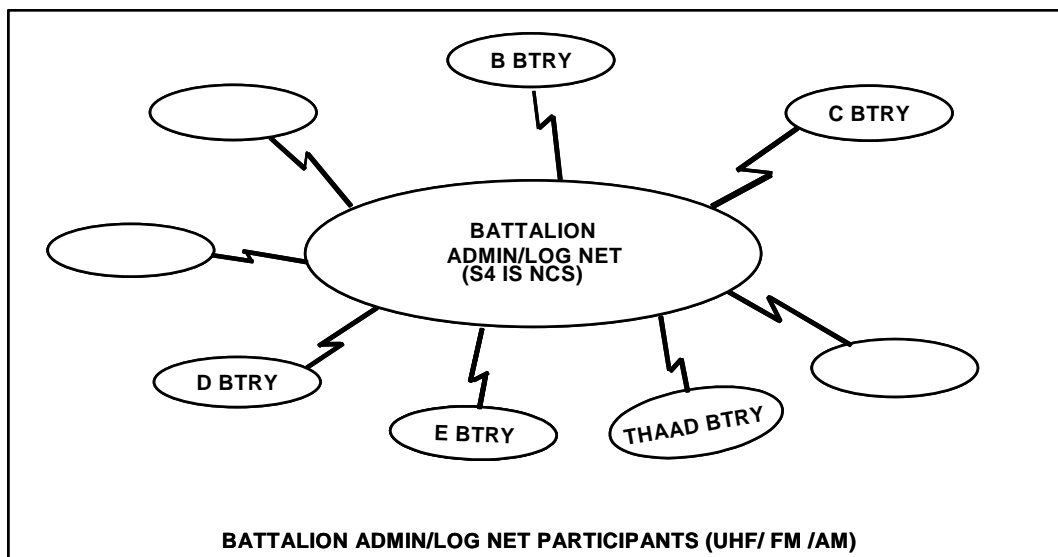 B BTRY
C BTRY
BATTALION
ADMIN/LOG NET
(S4 IS NCS)
D BTRY
E BTRY
THAAD BTRY
BATTALION ADMIN/LOG NET PARTICIPANTS (UHF/ FM /AM)